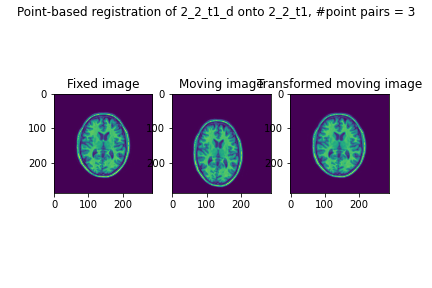 Point-based registration of 2_2_t1_d onto 2_2_t1, #point pairs = 3
Fixed image Moving image Transformed moving image
0 0 0
100 100 100
200 200 200
0 100 200 0 100 200 0 100 200